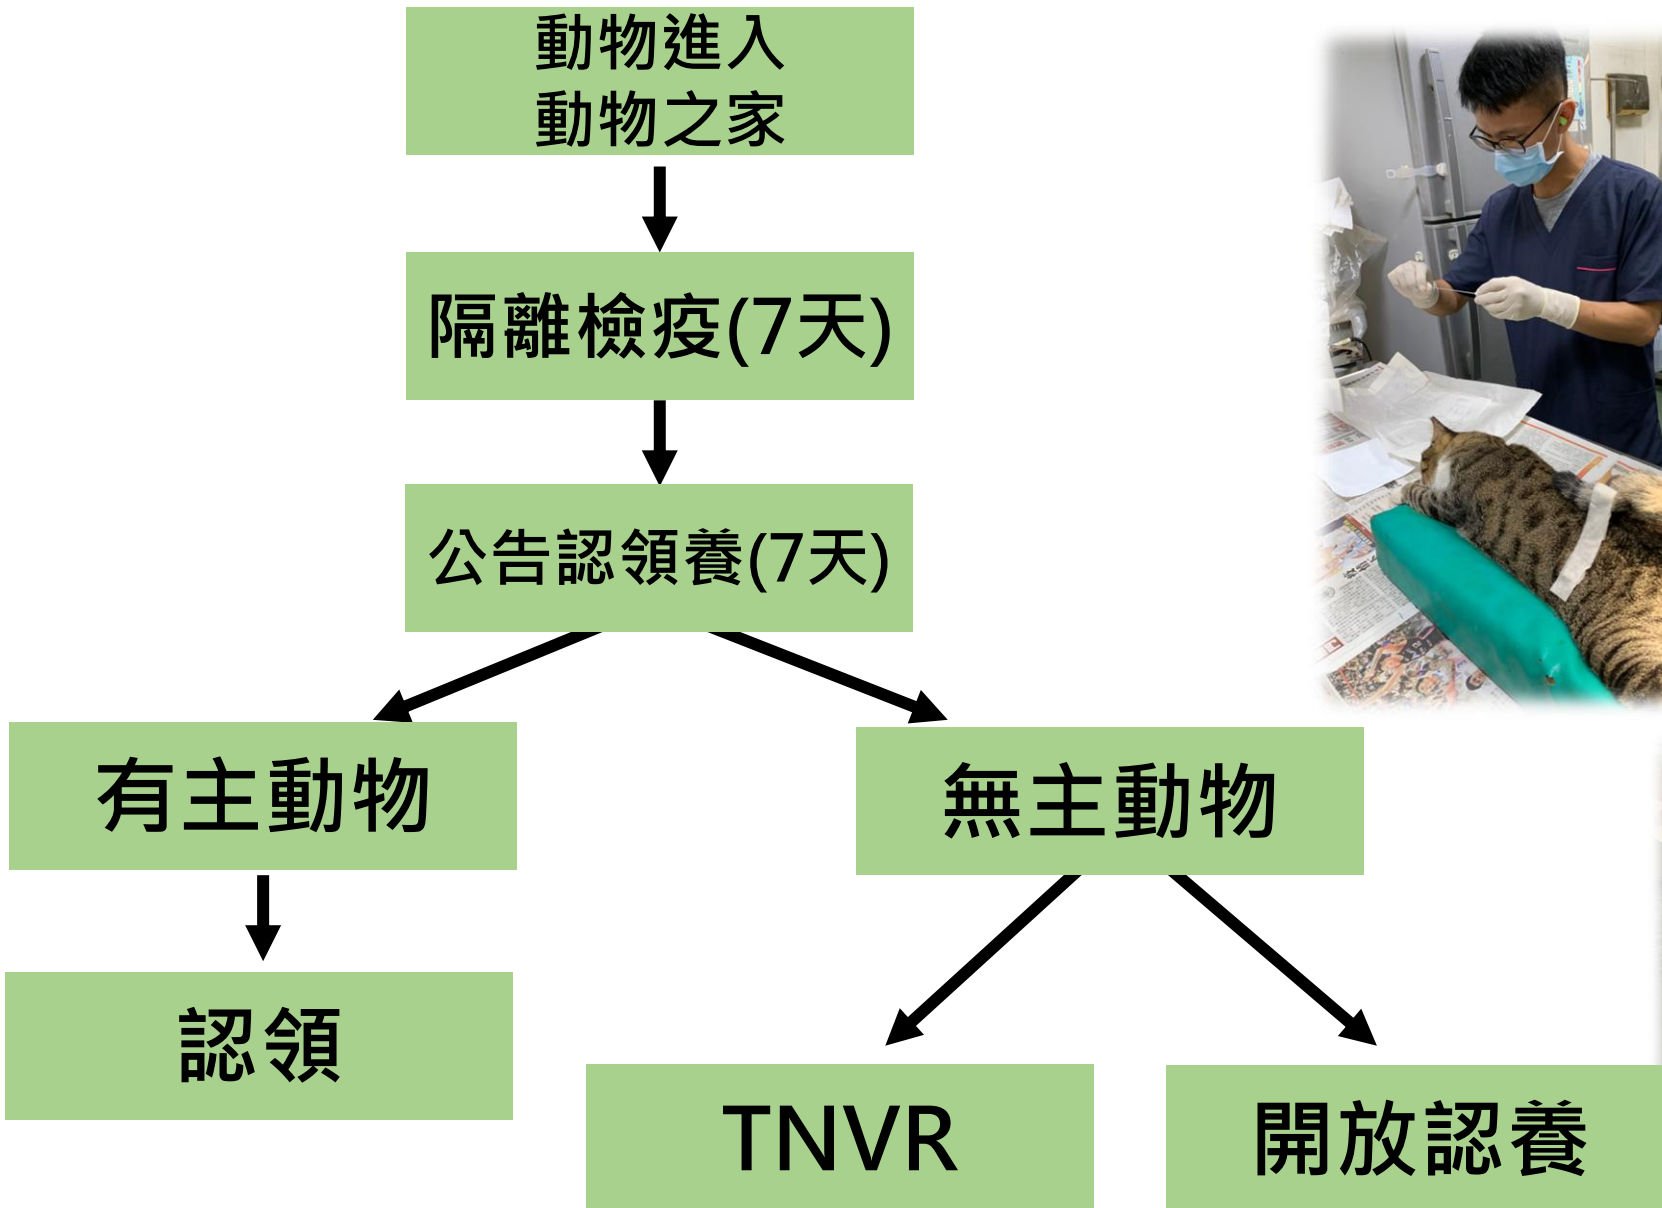 動物進入
動物之家
隔離檢疫(7天)
公告認領養(7天)
有主動物
無主動物
認領
TNVR
開放認養